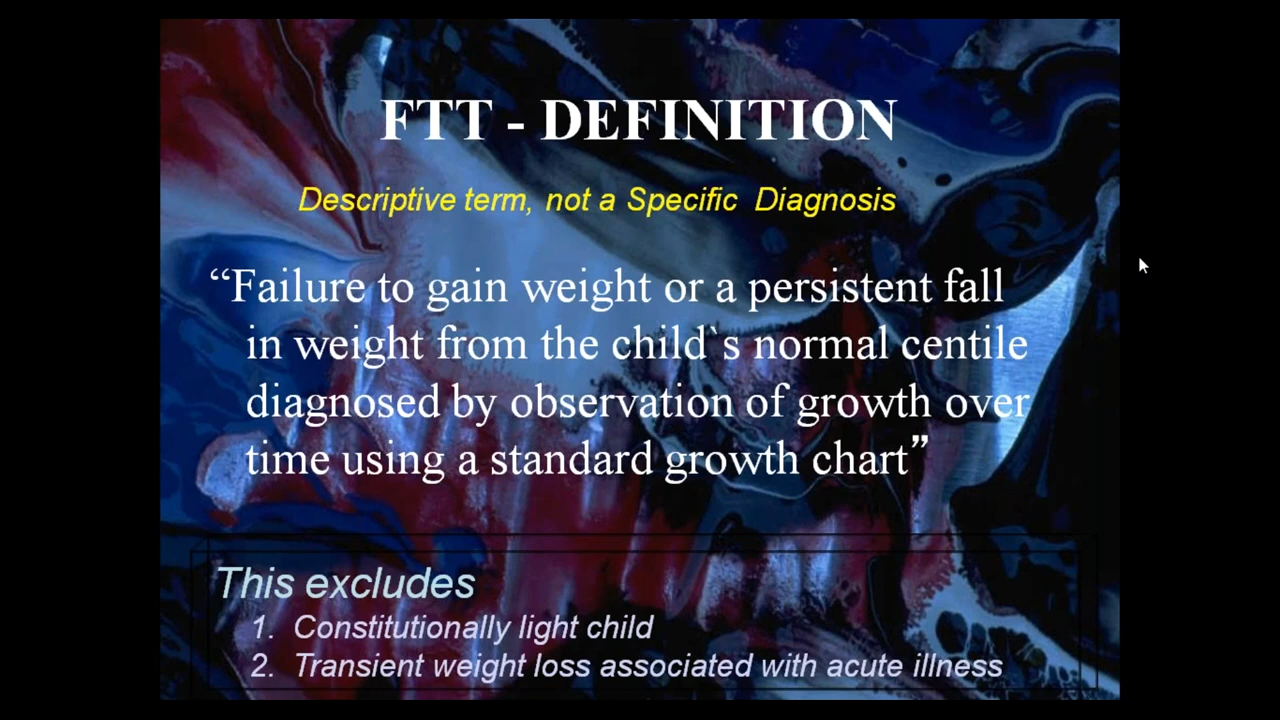 FTT - DEFINITION
Descriptive term, not a Specific Diagnosis
“Failure to gain weight or a persistent fall
in weight from the child`s normal centile
diagnosed by observation of growth over
time using a standard growth chart”
This excludes
1. Constitutionally light child
2. Transient weight loss associated with acute illness